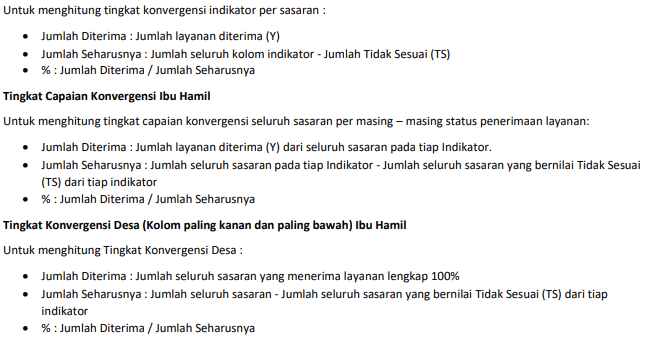 Untuk menghitung tingkat konvergensi indikator per sasaran :
• Jumlah Diterima : Jumlah layanan diterima (Y)
• Jumlah Seharusnya : Jumlah seluruh kolom indikator - Jumlah Tidak Sesuai (TS)
• % : Jumlah Diterima / Jumlah Seharusnya
Tingkat Capaian Konvergensi Ibu Hamil
Untuk menghitung tingkat capaian konvergensi seluruh sasaran per masing – masing status penerimaan layanan:
• Jumlah Diterima : Jumlah layanan diterima (Y) dari seluruh sasaran pada tiap Indikator.
• Jumlah Seharusnya : Jumlah seluruh sasaran pada tiap Indikator - Jumlah seluruh sasaran yang bernilai Tidak Sesuai
(TS) dari tiap indikator
• % : Jumlah Diterima / Jumlah Seharusnya
Tingkat Konvergensi Desa (Kolom paling kanan dan paling bawah) Ibu Hamil
Untuk menghitung Tingkat Konvergensi Desa :
• Jumlah Diterima : Jumlah seluruh sasaran yang menerima layanan lengkap 100%
• Jumlah Seharusnya : Jumlah seluruh sasaran - Jumlah seluruh sasaran yang bernilai Tidak Sesuai (TS) dari tiap
indikator
• % : Jumlah Diterima / Jumlah Seharusnya